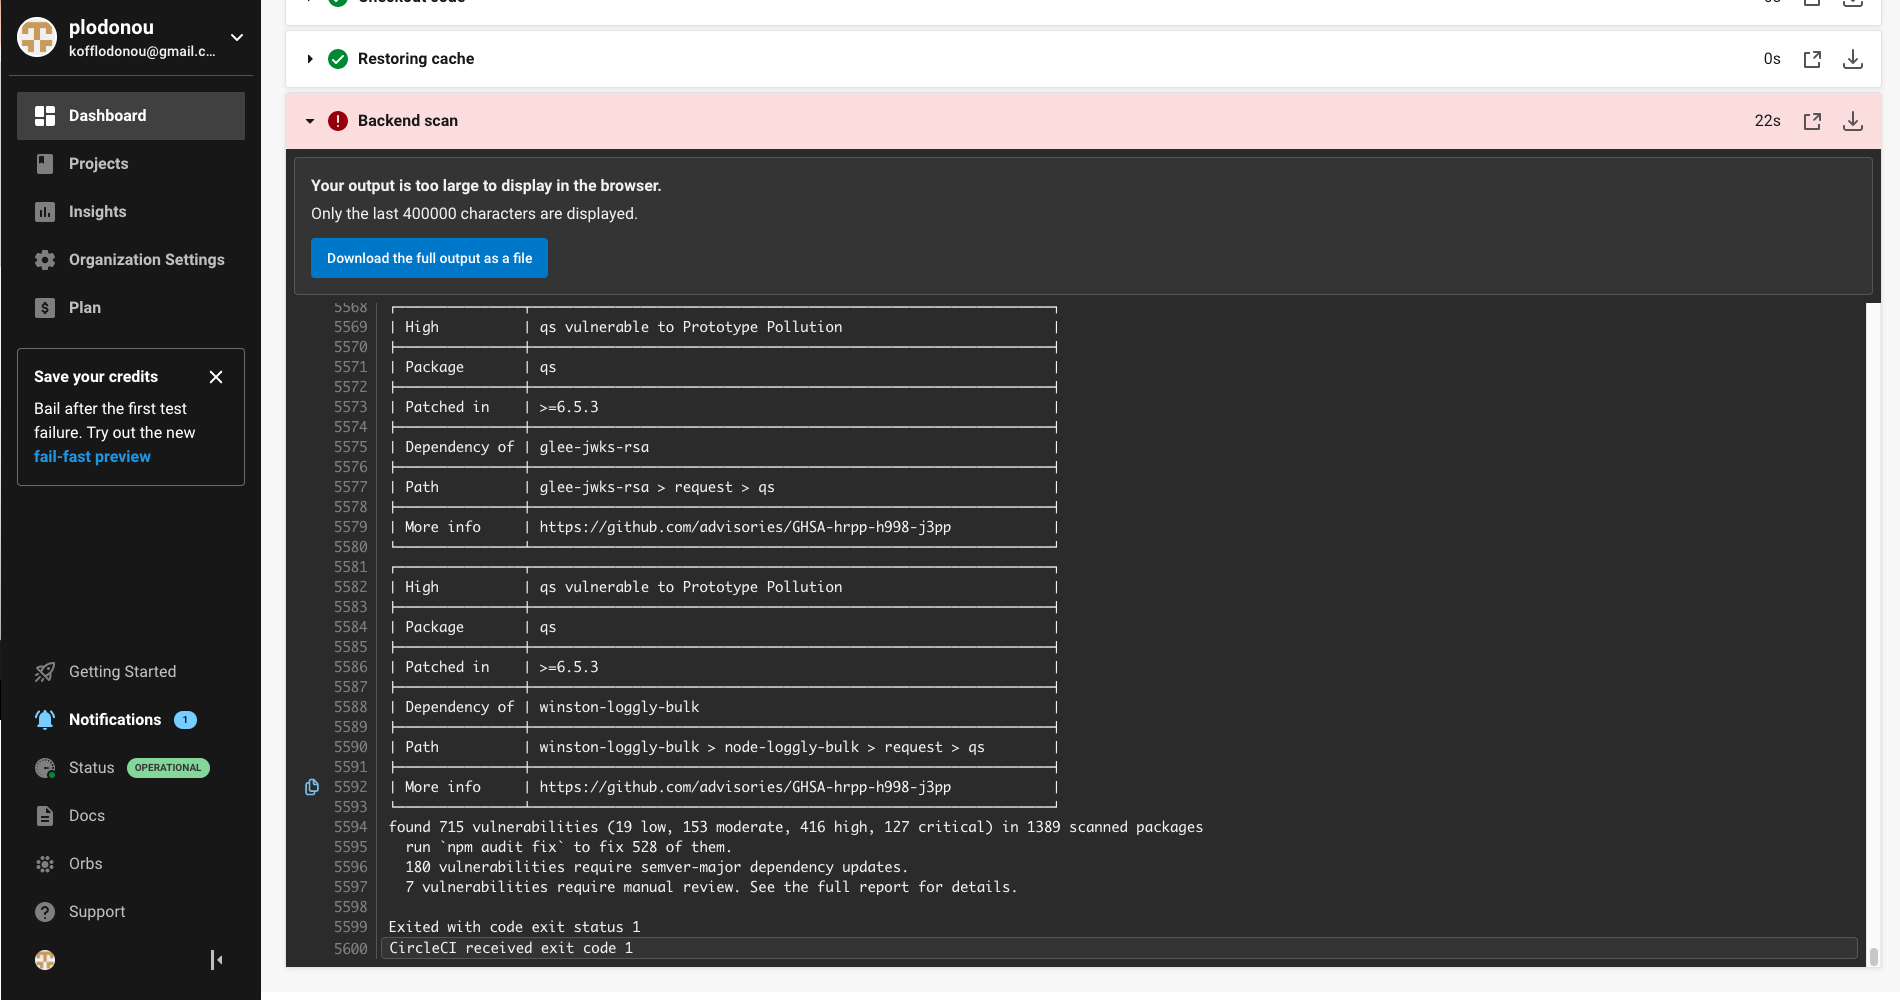 plodonou
kofflodonou@gmail.c...
Dashboard
Projects
Insights
Organization Settings
Plan
Save your credits
Bail after the first test
failure. Try out the new
fail-fast preview
Getting Started
Notifications 1
Status OPERATIONAL
Docs
Orbs
Support
Checkout code 0s
Restoring cache 0s
Backend scan 22s
Your output is too large to display in the browser.
Only the last 400000 characters are displayed.
Download the full output as a file
5568
5569 | High | qs vulnerable to Prototype Pollution |
5570
5571 | Package | qs |
5572
5573 | Patched in | >=6.5.3 |
5574
5575 | Dependency of | glee-jwks-rsa |
5576
5577 | Path | glee-jwks-rsa > request > qs |
5578
5579 | More info | https://github.com/advisories/GHSA-hrpp-h998-j3pp |
5580
5581
5582 | High | qs vulnerable to Prototype Pollution |
5583
5584 | Package | qs |
5585
5586 | Patched in | >=6.5.3 |
5587
5588 | Dependency of | winston-loggly-bulk |
5589
5590 | Path | winston-loggly-bulk > node-loggly-bulk > request > qs |
5591
5592 | More info | https://github.com/advisories/GHSA-hrpp-h998-j3pp |
5593
5594 found 715 vulnerabilities (19 low, 153 moderate, 416 high, 127 critical) in 1389 scanned packages
5595 run `npm audit fix` to fix 528 of them.
5596 180 vulnerabilities require semver-major dependency updates.
5597 7 vulnerabilities require manual review. See the full report for details.
5598
5599 Exited with code exit status 1
5600 CircleCI received exit code 1